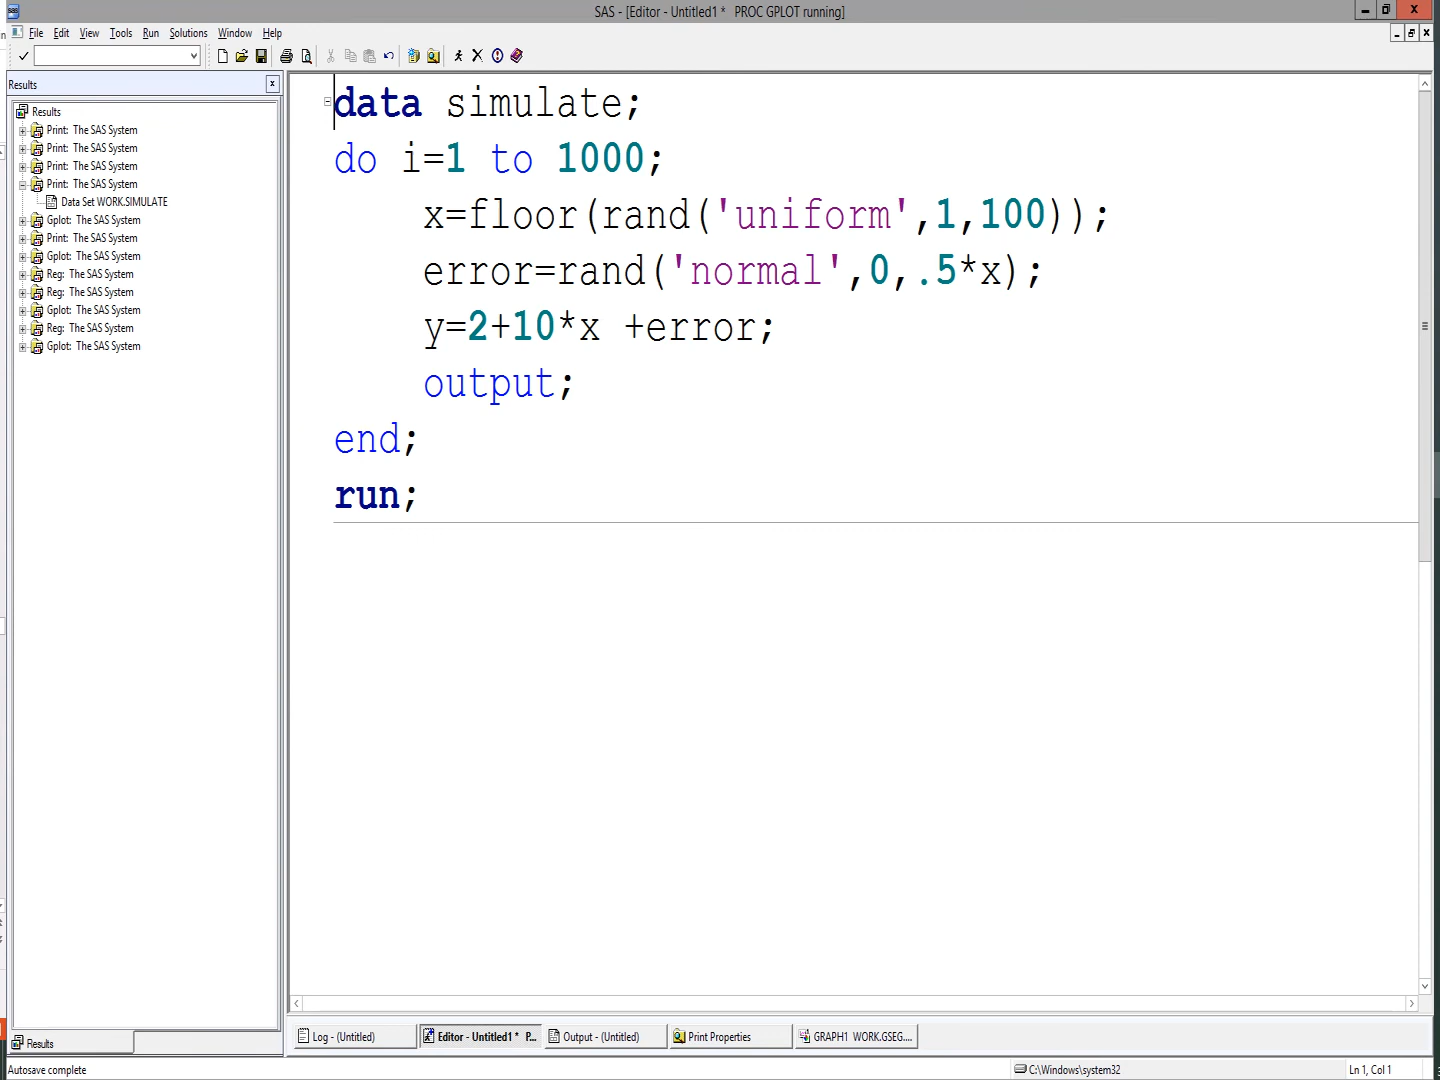 SAS - [Editor - Untitled1 *   PROC GPLOT running]
File Edit View Tools Run Solutions Window Help
Results
Results
Print: The SAS System
Print: The SAS System
Print: The SAS System
Print: The SAS System
Data Set WORK.SIMULATE
Gplot: The SAS System
Print: The SAS System
Gplot: The SAS System
Reg: The SAS System
Reg: The SAS System
Gplot: The SAS System
Reg: The SAS System
Gplot: The SAS System
data simulate;
do i=1 to 1000;
x=floor(rand('uniform',1,100));
error=rand('normal',0,.5*x);
y=2+10*x +error;
output;
end;
run;
Results
Log - (Untitled)
Editor - Untitled1 * P...
Output - (Untitled)
Print Properties
GRAPH1 WORK.GSEG....
Autosave complete
C:\Windows\system32
Ln 1, Col 1